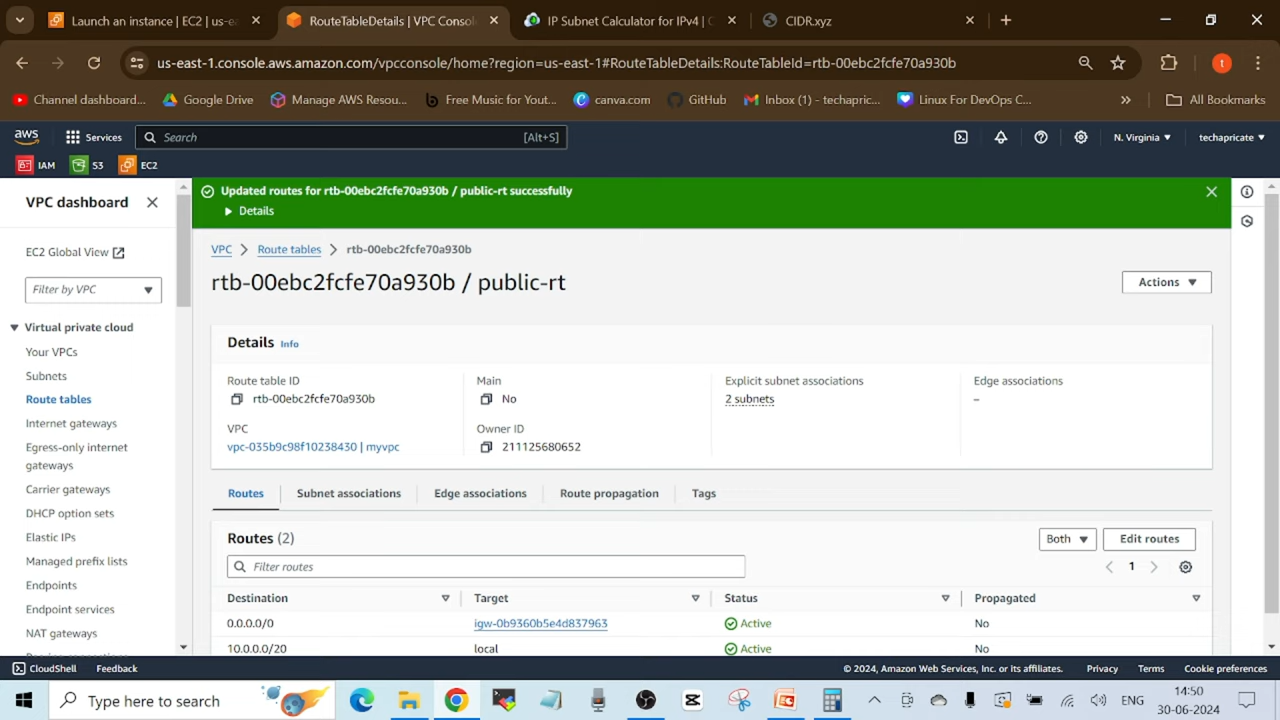 Launch an instance | EC2 | us-e
RouteTableDetails | VPC Conso
IP Subnet Calculator for IPv4 | C
CIDR.xyz
us-east-1.console.aws.amazon.com/vpcconsole/home?region=us-east-1#RouteTableDetails:RouteTableId=rtb-00ebc2fcfe70a930b
t
Channel dashboard...
Google Drive
Manage AWS Resou...
Free Music for Yout...
canva.com
GitHub
Inbox (1) - techapric...
Linux For DevOps C...
All Bookmarks
aws
Services
Search
[Alt+S]
N. Virginia
techapricate
IAM
S3
EC2
VPC dashboard
EC2 Global View
Filter by VPC
Virtual private cloud
Your VPCs
Subnets
Route tables
Internet gateways
Egress-only internet
gateways
Carrier gateways
DHCP option sets
Elastic IPs
Managed prefix lists
Endpoints
Endpoint services
NAT gateways
Updated routes for rtb-00ebc2fcfe70a930b / public-rt successfully
Details
VPC
Route tables
rtb-00ebc2fcfe70a930b
rtb-00ebc2fcfe70a930b / public-rt
Actions
Details Info
Route table ID
rtb-00ebc2fcfe70a930b
Main
No
Explicit subnet associations
2 subnets
Edge associations
–
VPC
vpc-035b9c98f10238430 | myvpc
Owner ID
211125680652
Routes
Subnet associations
Edge associations
Route propagation
Tags
Routes (2)
Both
Edit routes
Filter routes
1
Destination
Target
Status
Propagated
0.0.0.0/0
igw-0b9360b5e4d837963
Active
No
10.0.0.0/20
local
Active
No
CloudShell
Feedback
© 2024, Amazon Web Services, Inc. or its affiliates.
Privacy
Terms
Cookie preferences
Type here to search
ENG
14:50
30-06-2024